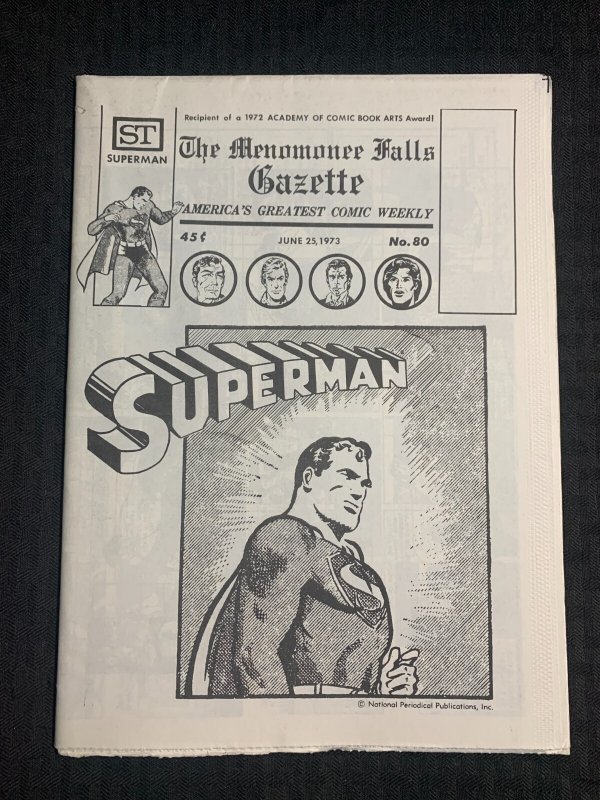 Recipient of a 1972 ACADEMY OF COMIC BOOK ARTS Award!
ST
SUPERMAN
The Menomonee Falls
Gazette
"AMERICA'S GREATEST COMIC WEEKLY
45¢ JUNE 25, 1973 No. 80
SUPERMAN
S
© National Periodical Publications, Inc.